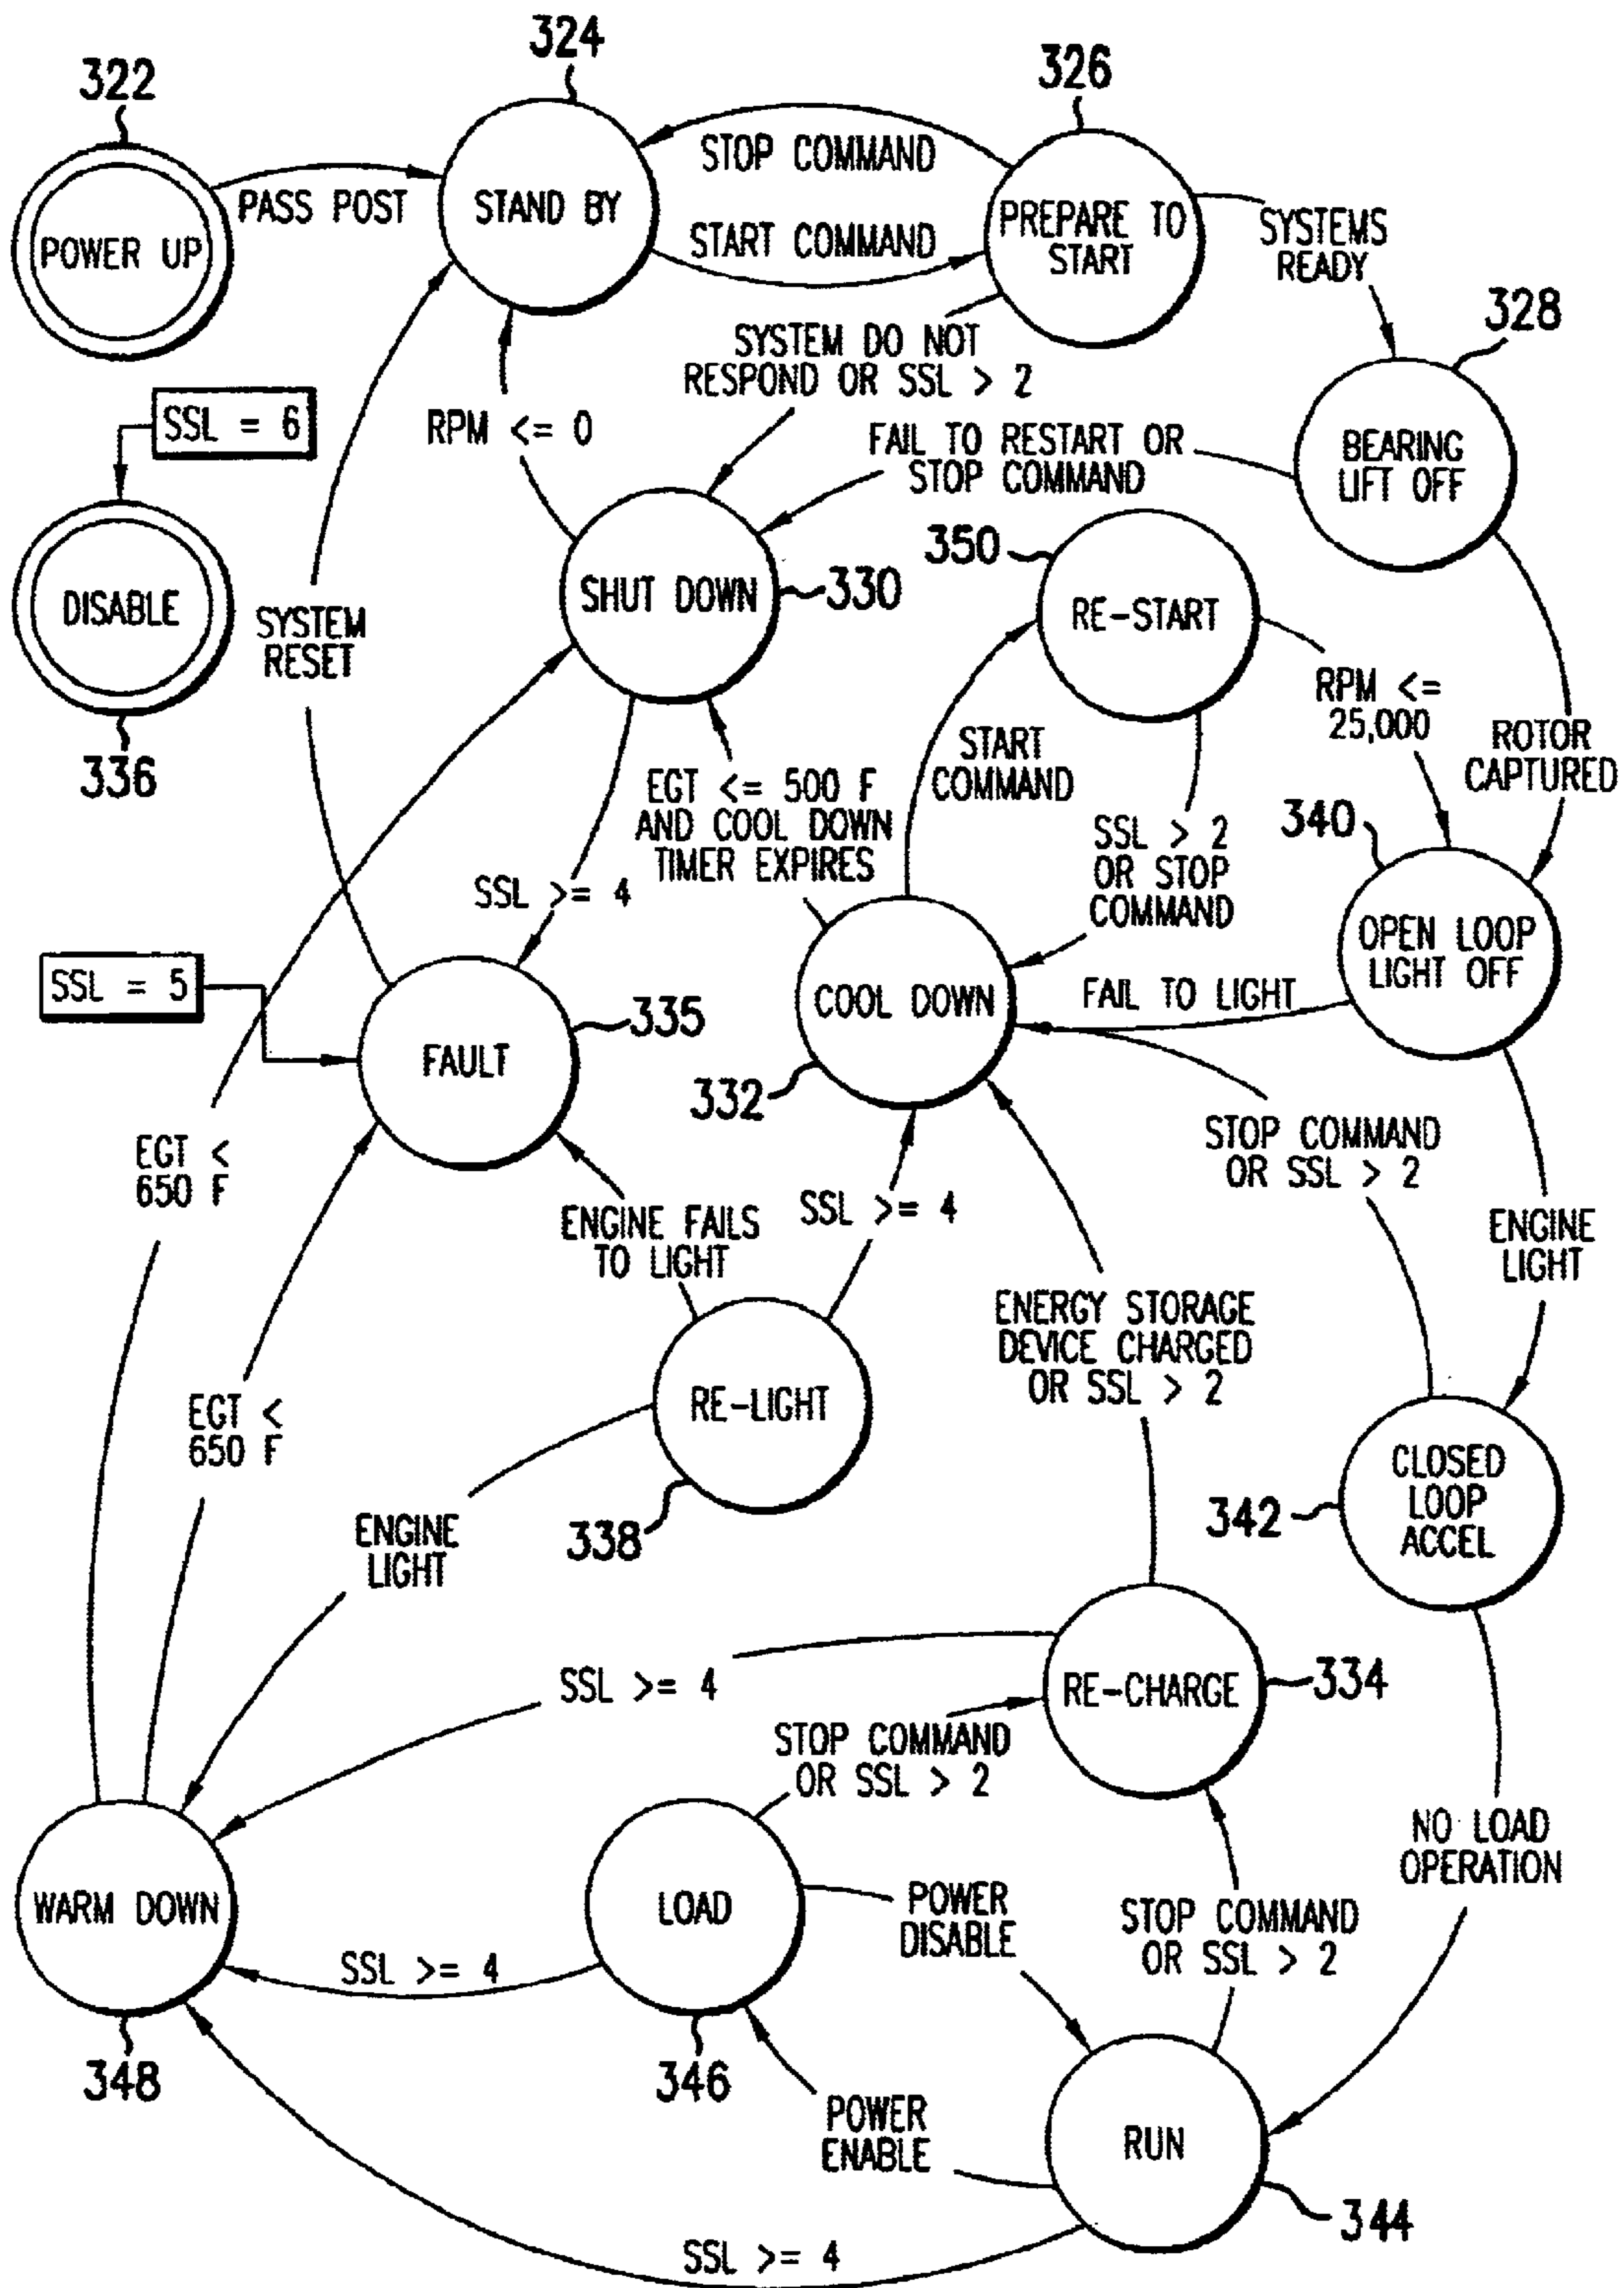 324
326
322
STOP COMMAND
PASS POST
STAND BY
START COMMAND
PREPARE TO
START
SYSTEMS
READY
POWER UP
328
SYSTEM DO NOT
RESPOND OR SSL > 2
SSL = 6
RPM <= 0
FAIL TO RESTART OR
STOP COMMAND
BEARING
LIFT OFF
350
DISABLE
SYSTEM
RESET
SHUT DOWN
330
RE-START
RPM <=
25,000
ROTOR
CAPTURED
336
START
COMMAND
EGT <= 500 F
AND COOL DOWN
TIMER EXPIRES
SSL > 2
OR STOP
COMMAND
340
SSL >= 4
OPEN LOOP
LIGHT OFF
SSL = 5
COOL DOWN
FAIL TO LIGHT
335
FAULT
332
EGT <
650 F
STOP COMMAND
OR SSL > 2
ENGINE FAILS
TO LIGHT
SSL >= 4
ENGINE
LIGHT
ENERGY STORAGE
DEVICE CHARGED
OR SSL > 2
EGT <
650 F
RE-LIGHT
CLOSED
LOOP
ACCEL
342
ENGINE
LIGHT
338
SSL >= 4
RE-CHARGE
334
STOP COMMAND
OR SSL > 2
NO LOAD
OPERATION
WARM DOWN
LOAD
POWER
DISABLE
STOP COMMAND
OR SSL > 2
SSL >= 4
348
346
POWER
ENABLE
RUN
344
SSL >= 4